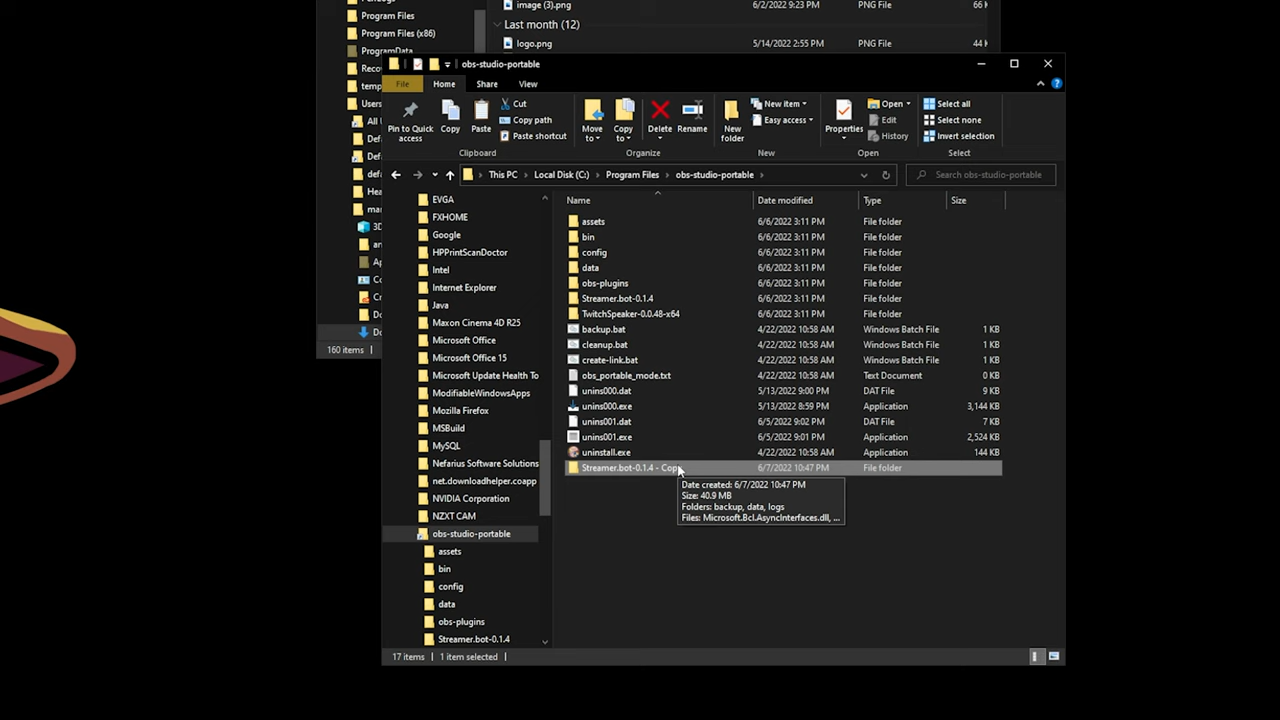 Program Files
image (3).png 6/2/2022 9:23 PM PNG File 66 K
Program Files (x86)
Last month (12)
ProgramData
logo.png 5/14/2022 2:55 PM PNG File 44 K
Reco
temp
Users
All U
Defa
Defa
defa
Hea
mar
3D
160 items
obs-studio-portable
File Home Share View
Pin to Quick access
Copy
Paste
Cut
Copy path
Paste shortcut
Move to
Copy to
Delete
Rename
New folder
New item
Easy access
Properties
Open
Edit
History
Select all
Select none
Invert selection
Clipboard Organize New Open Select
This PC > Local Disk (C:) > Program Files > obs-studio-portable >
Search obs-studio-portable
EVGA
FXHOME
Google
HPPrintScanDoctor
Intel
Internet Explorer
Java
Maxon Cinema 4D R25
Microsoft Office
Microsoft Office 15
Microsoft Update Health To
ModifiableWindowsApps
Mozilla Firefox
MSBuild
MySQL
Nefarius Software Solutions
net.downloadhelper.coapp
NVIDIA Corporation
NZXT CAM
obs-studio-portable
assets
bin
config
data
obs-plugins
Streamer.bot-0.1.4
Name Date modified Type Size
assets 6/6/2022 3:11 PM File folder
bin 6/6/2022 3:11 PM File folder
config 6/6/2022 3:11 PM File folder
data 6/6/2022 3:11 PM File folder
obs-plugins 6/6/2022 3:11 PM File folder
Streamer.bot-0.1.4 6/6/2022 3:11 PM File folder
TwitchSpeaker-0.0.48-x64 6/6/2022 3:11 PM File folder
backup.bat 4/22/2022 10:58 AM Windows Batch File 1 KB
cleanup.bat 4/22/2022 10:58 AM Windows Batch File 1 KB
create-link.bat 4/22/2022 10:58 AM Windows Batch File 1 KB
obs_portable_mode.txt 4/22/2022 10:58 AM Text Document 0 KB
unins000.dat 5/13/2022 9:00 PM DAT File 9 KB
unins000.exe 5/13/2022 8:59 PM Application 3,144 KB
unins001.dat 6/5/2022 9:02 PM DAT File 7 KB
unins001.exe 6/5/2022 9:01 PM Application 2,524 KB
uninstall.exe 4/22/2022 10:58 AM Application 144 KB
Streamer.bot-0.1.4 - Cop 6/7/2022 10:47 PM File folder
Date created: 6/7/2022 10:47 PM
Size: 40.9 MB
Folders: backup, data, logs
Files: Microsoft.Bcl.AsyncInterfaces.dll, ...
17 items 1 item selected